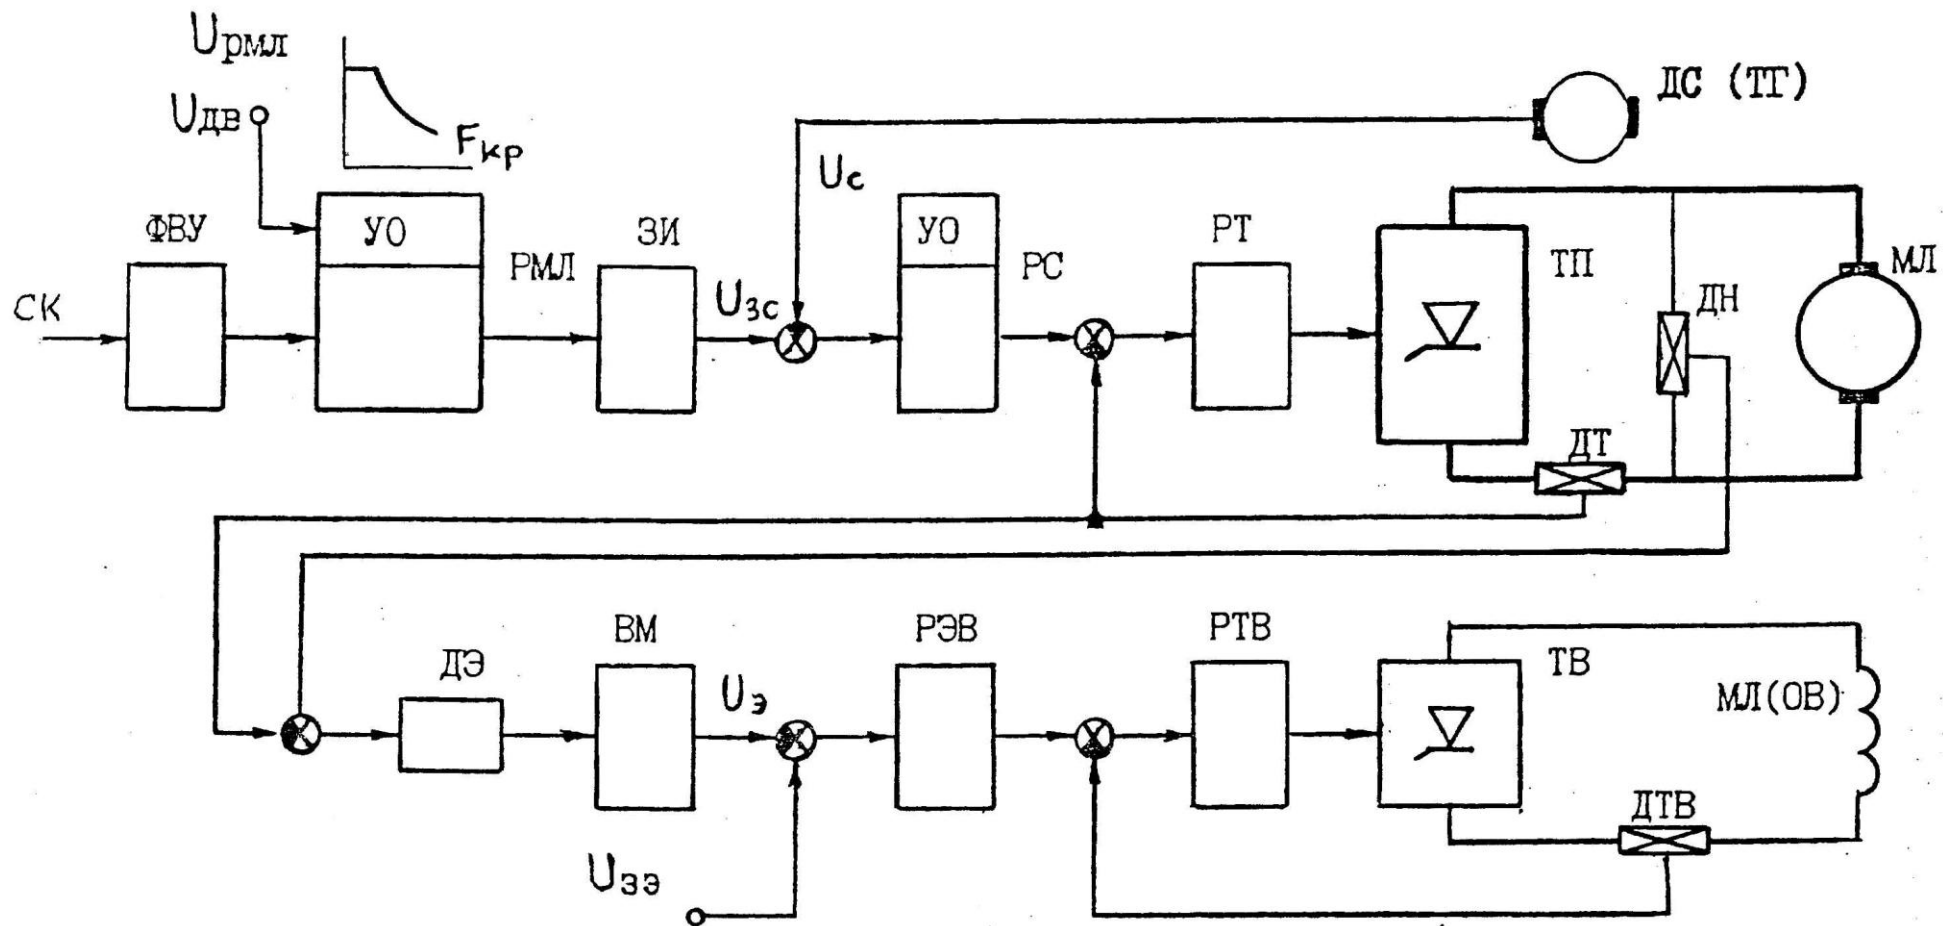 Uрмл
Uдв
Fкр
ДС (ТГ)
Uс
ФВУ
УО
РМЛ
ЗИ
Uзс
УО
РС
РТ
ТП
ДН
МЛ
СК
ДТ
ДЭ
ВМ
Uэ
РЭВ
РТВ
ТВ
МЛ(ОВ)
ДТВ
Uзэ